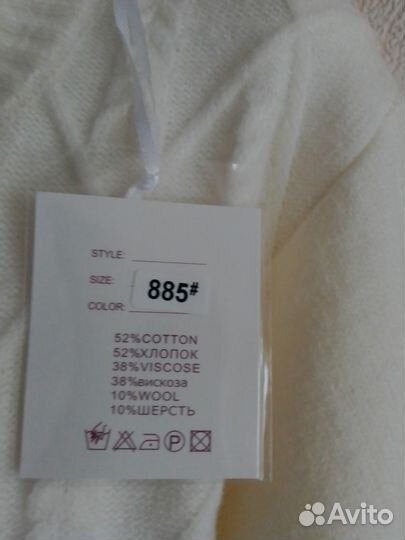 STYLE:
SIZE:
885#
COLOR:
52%COTTON
52%ХЛОПОК
38%VISCOSE
38%вискоза
10%WOOL
10%ШЕРСТЬ
P
Avito